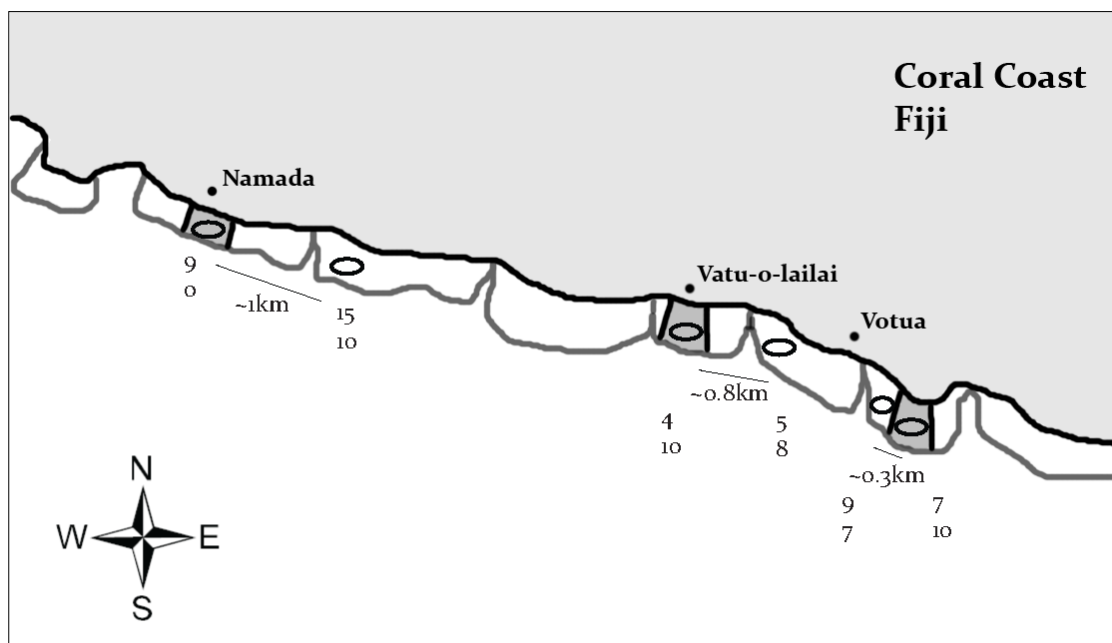 Coral Coast
Fiji
Namada
9
0
~1km
15
10
Vatu-o-lailai
~0.8km
4
10
5
8
Votua
~0.3km
9
7
7
10
N
W
E
S